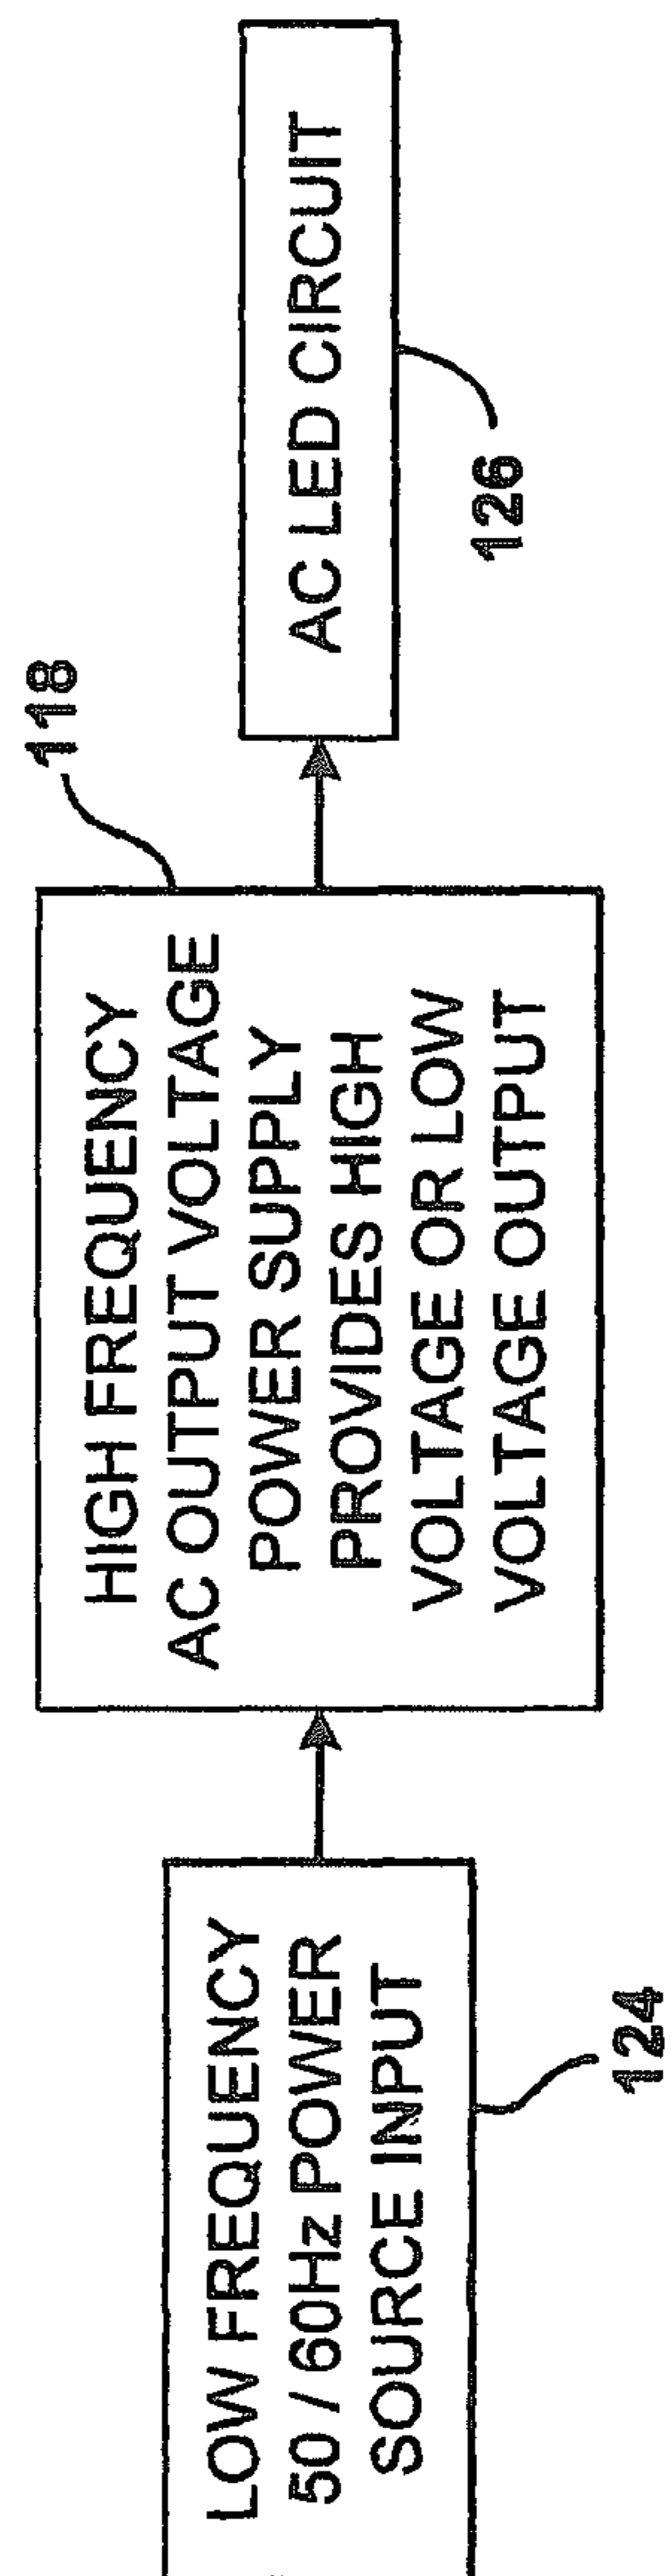 LOW FREQUENCY
50 / 60Hz POWER
SOURCE INPUT
124
HIGH FREQUENCY
AC OUTPUT VOLTAGE
POWER SUPPLY
PROVIDES HIGH
VOLTAGE OR LOW
VOLTAGE OUTPUT
118
AC LED CIRCUIT
126